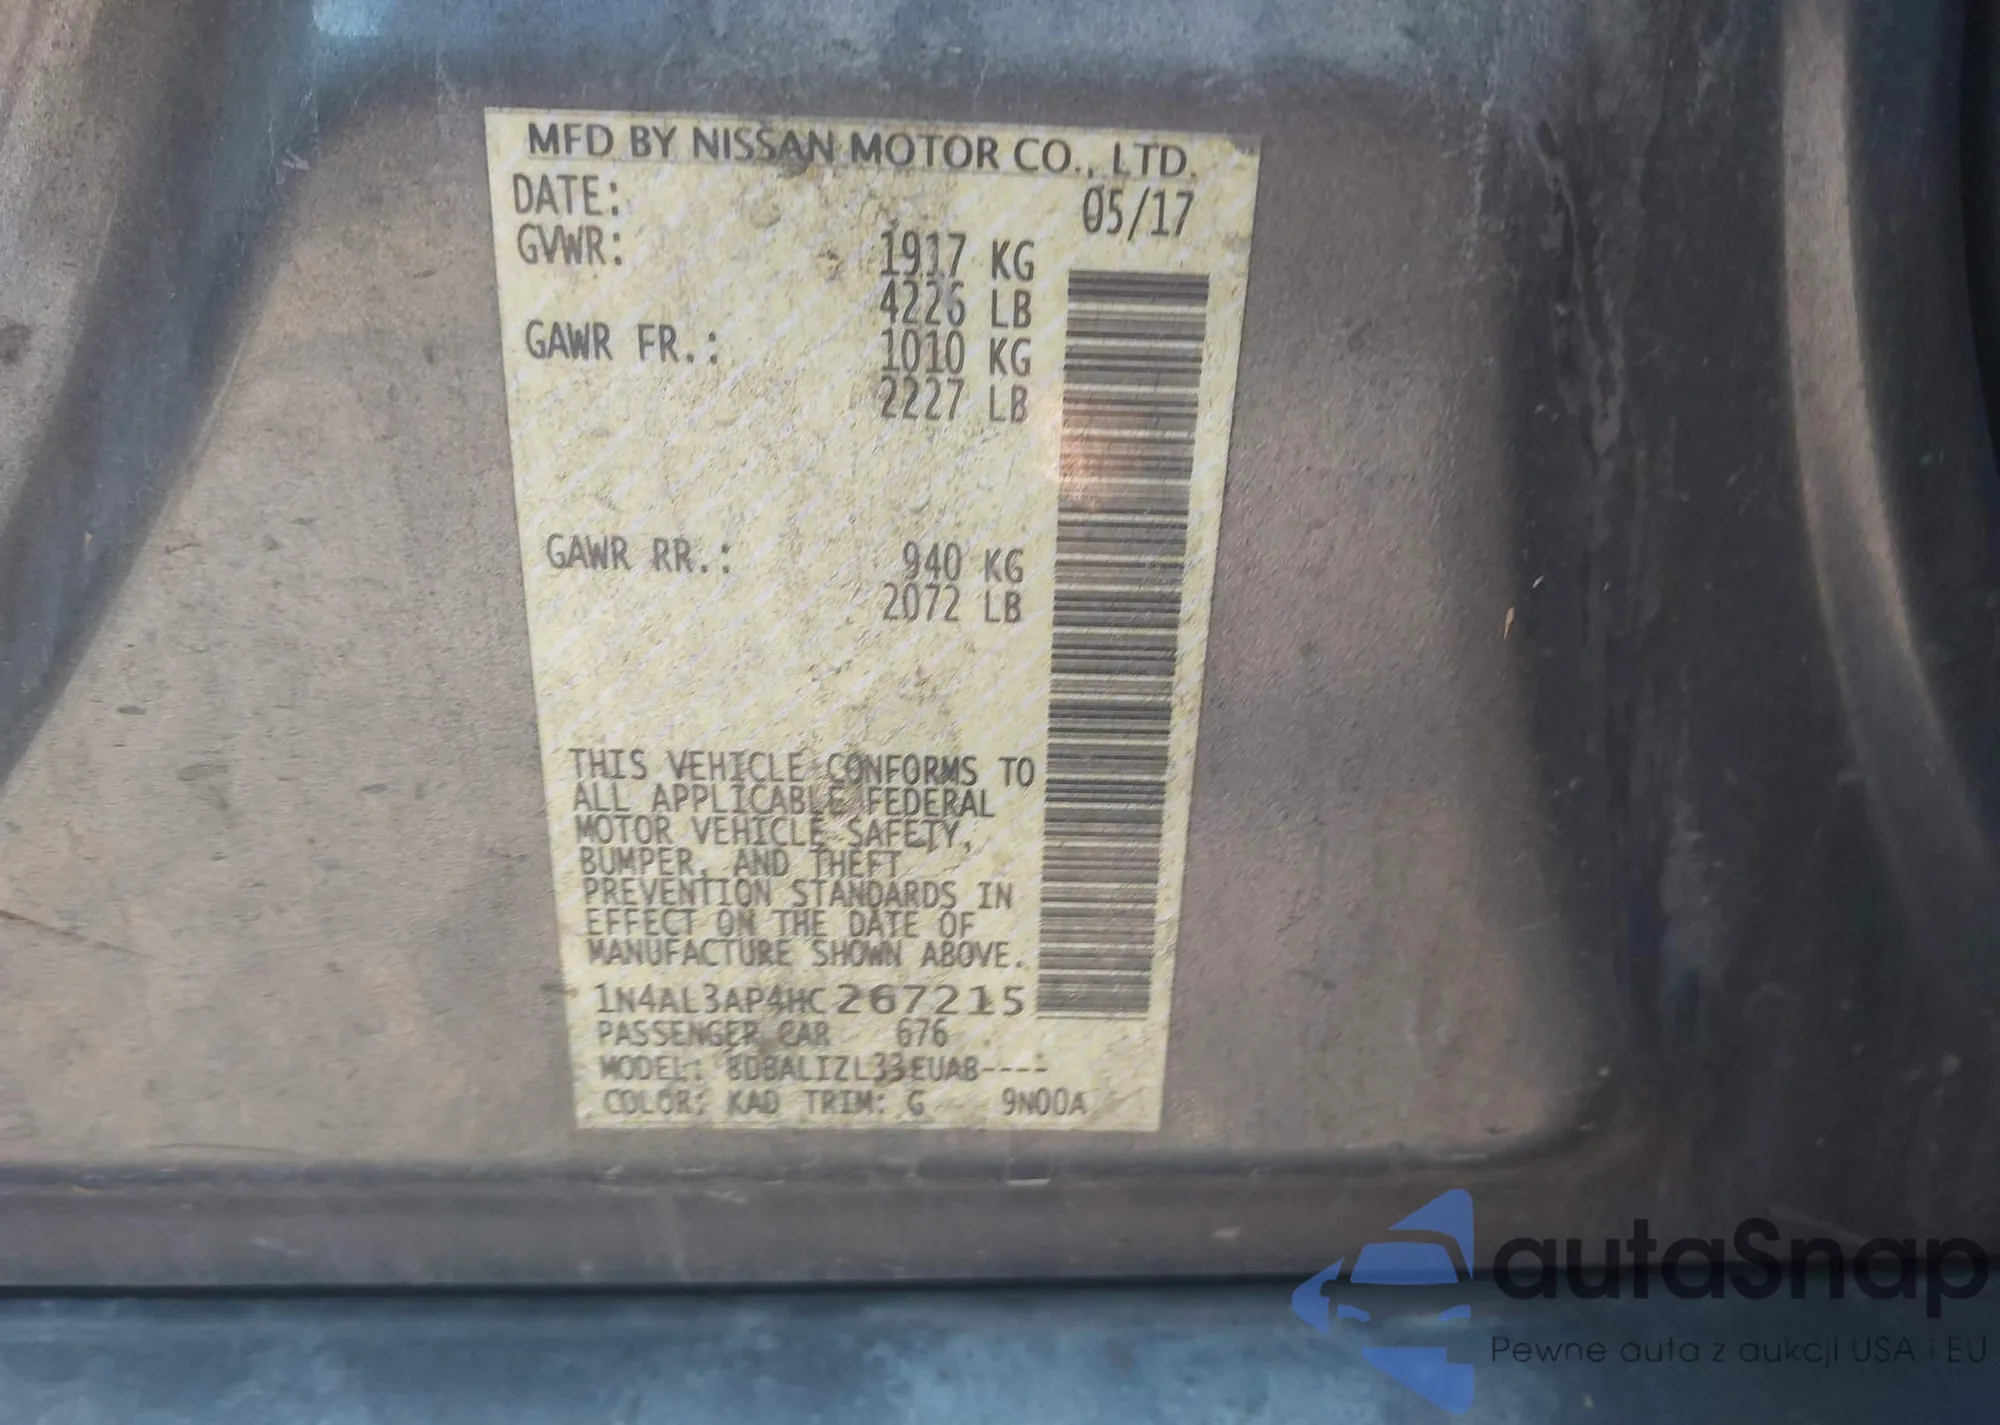 MFD BY NISSAN MOTOR CO., LTD.
DATE: 05/17
GVWR: 1917 KG
4226 LB
GAWR FR.: 1010 KG
2227 LB
GAWR RR.: 940 KG
2072 LB
THIS VEHICLE CONFORMS TO
ALL APPLICABLE FEDERAL
MOTOR VEHICLE SAFETY,
BUMPER, AND THEFT
PREVENTION STANDARDS IN
EFFECT ON THE DATE OF
MANUFACTURE SHOWN ABOVE.
1N4AL3AP4HC267215
PASSENGER CAR 676
MODEL: BDBALIZL33EUAB----
COLOR: KAD TRIM: G 9N00A
autaSnap
Pewne auta z aukcji USA i EU